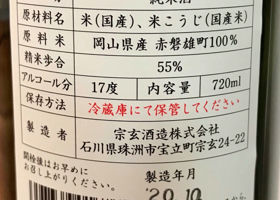 純米酒
原材料名 米(国産)、米こうじ(国産米)
原料米 岡山県産 赤磐雄町100%
精米歩合 55%
アルコール分 17度 内容量 720ml
保存方法 冷蔵庫にて保管してください
製造者 宗玄酒造株式会社
石川県珠洲市宝立町宗玄24-22
開栓後はお早めに
お召し上がりください。
製造年月
20.10